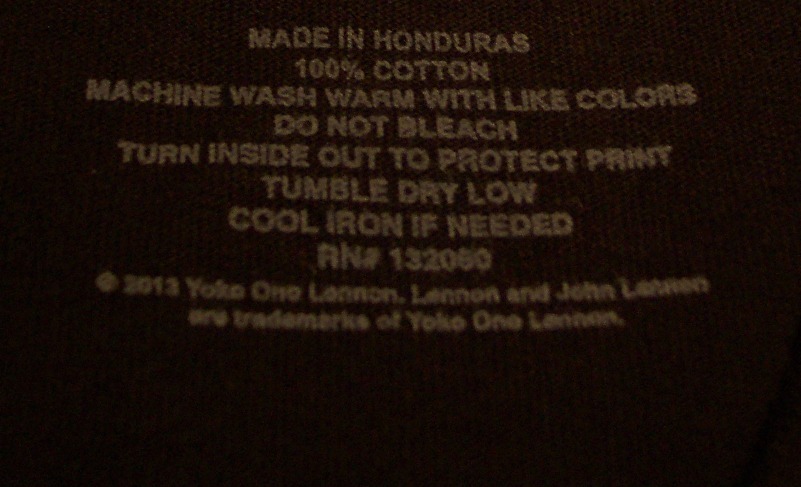 MADE IN HONDURAS
100% COTTON
MACHINE WASH WARM WITH LIKE COLORS
DO NOT BLEACH
TURN INSIDE OUT TO PROTECT PRINT
TUMBLE DRY LOW
COOL IRON IF NEEDED
RN# 132060
© 2013 Yoko Ono Lennon. Lennon and John Lennon
are trademarks of Yoko Ono Lennon.